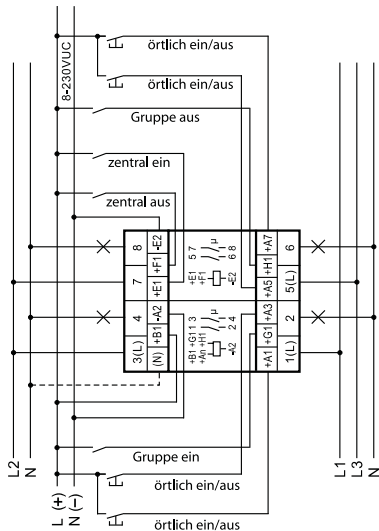 8-230VUC
örtlich ein/aus
örtlich ein/aus
Gruppe aus
zentral ein
zentral aus
8
7
4
3(L)
-E2
+F1
+E1
-A2
+B1
(N)
5 7
+E1
+F1
-E2
µ
6 8
+B1 +G1 1 3
+An +H1
-A2
µ
2 4
+A7
+H1
+A5
+A3
+G1
+A1
6
5(L)
2
1(L)
L2
N
L (+)
N (-)
L1
L3
N
Gruppe ein
örtlich ein/aus
örtlich ein/aus